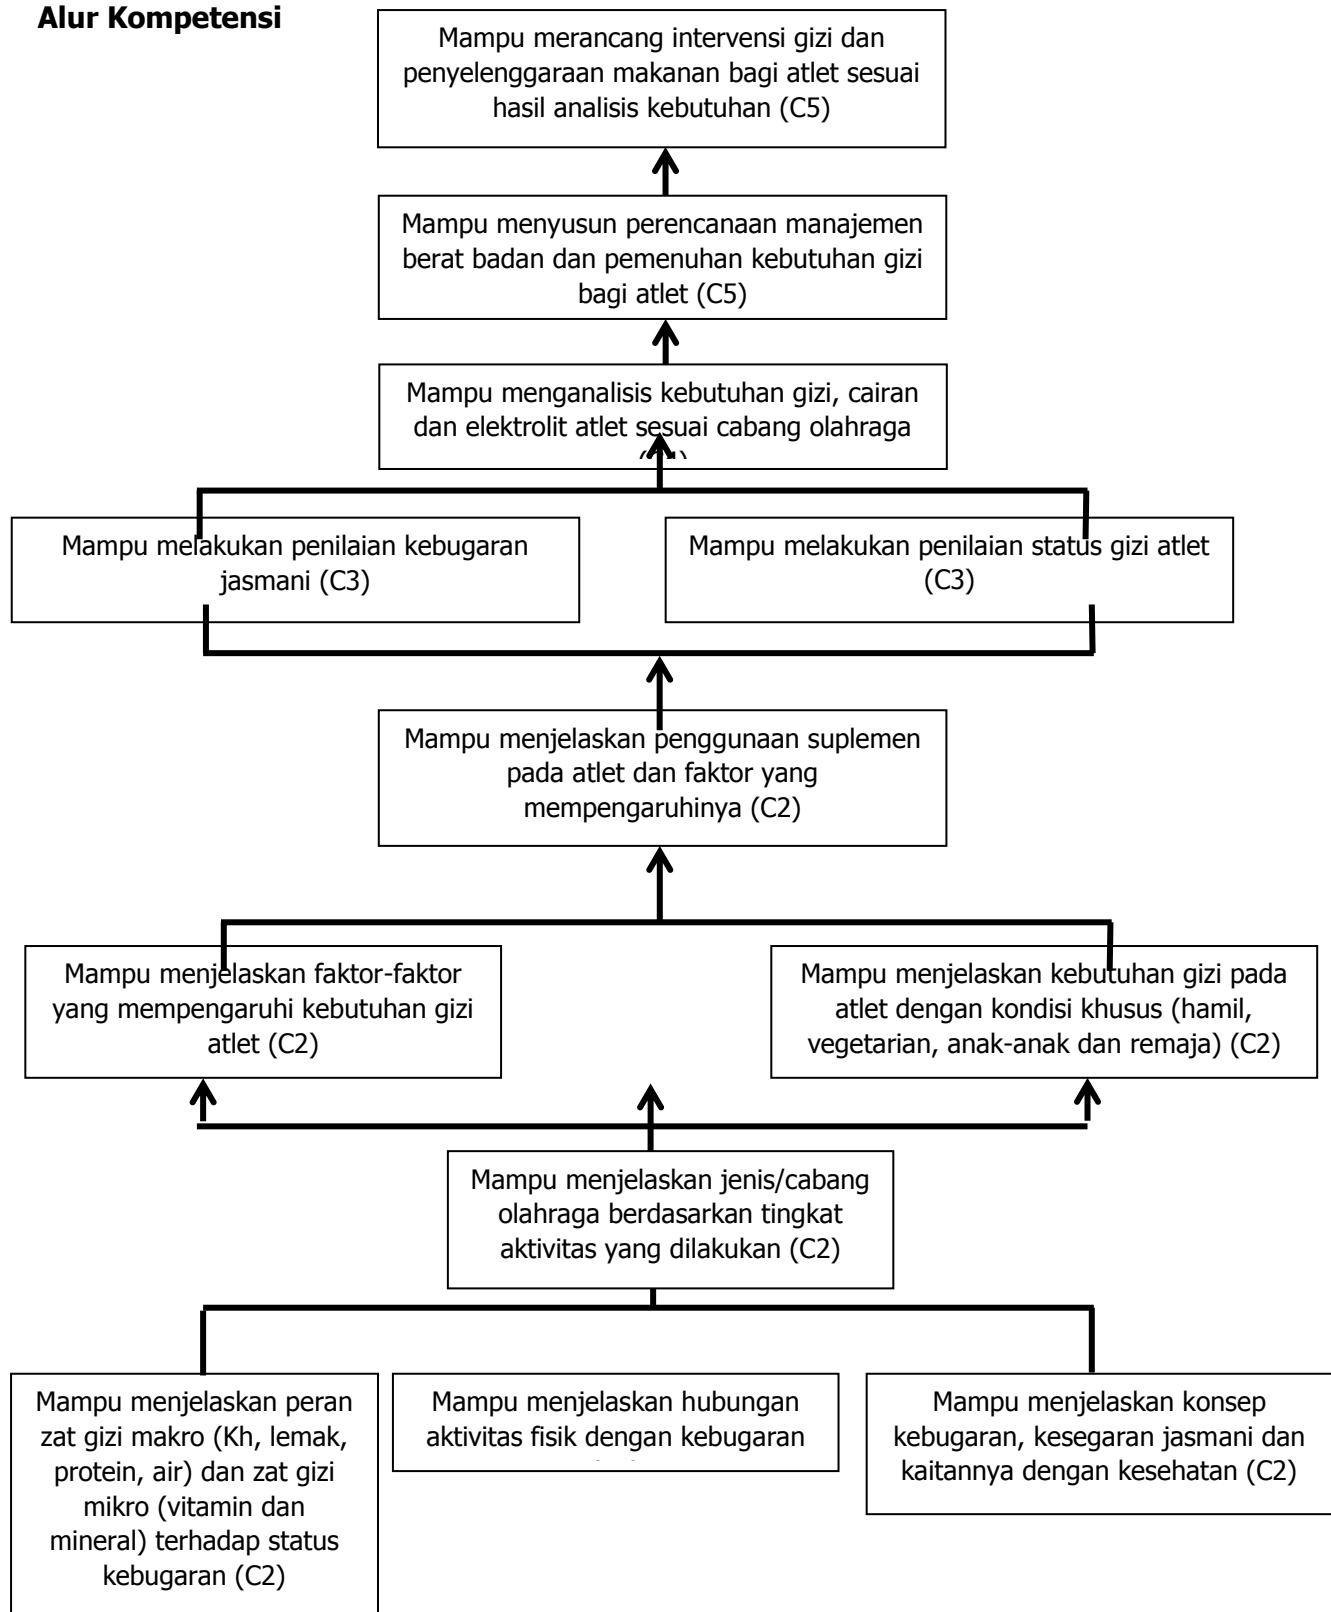 Alur Kompetensi
Mampu merancang intervensi gizi dan
penyelenggaraan makanan bagi atlet sesuai
hasil analisis kebutuhan (C5)
Mampu menyusun perencanaan manajemen
berat badan dan pemenuhan kebutuhan gizi
bagi atlet (C5)
Mampu menganalisis kebutuhan gizi, cairan
dan elektrolit atlet sesuai cabang olahraga
Mampu melakukan penilaian kebugaran
jasmani (C3)
Mampu melakukan penilaian status gizi atlet
(C3)
Mampu menjelaskan penggunaan suplemen
pada atlet dan faktor yang
mempengaruhinya (C2)
Mampu menjelaskan faktor-faktor
yang mempengaruhi kebutuhan gizi
atlet (C2)
Mampu menjelaskan kebutuhan gizi pada
atlet dengan kondisi khusus (hamil,
vegetarian, anak-anak dan remaja) (C2)
Mampu menjelaskan jenis/cabang
olahraga berdasarkan tingkat
aktivitas yang dilakukan (C2)
Mampu menjelaskan peran
zat gizi makro (Kh, lemak,
protein, air) dan zat gizi
mikro (vitamin dan
mineral) terhadap status
kebugaran (C2)
Mampu menjelaskan hubungan
aktivitas fisik dengan kebugaran
Mampu menjelaskan konsep
kebugaran, kesegaran jasmani dan
kaitannya dengan kesehatan (C2)